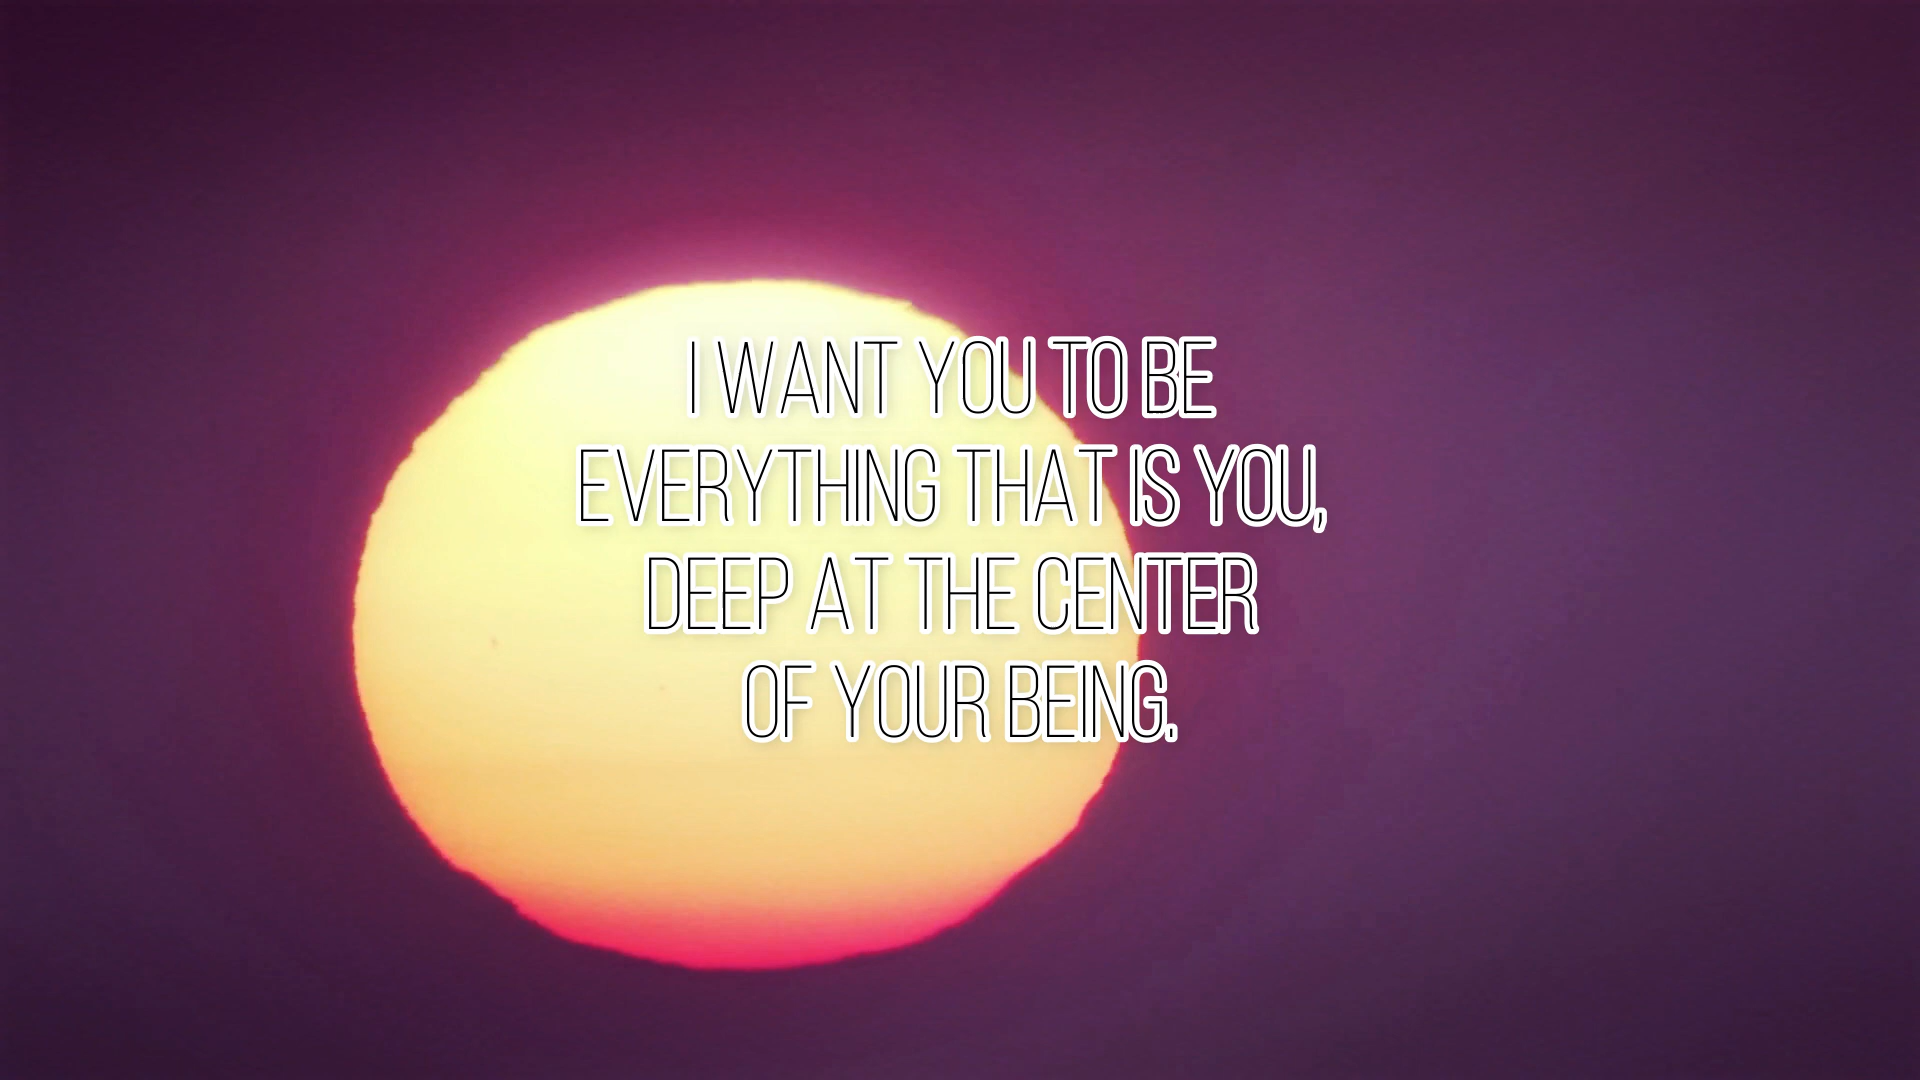 I WANT YOU TO BE
EVERYTHING THAT IS YOU,
DEEP AT THE CENTER
OF YOUR BEING.